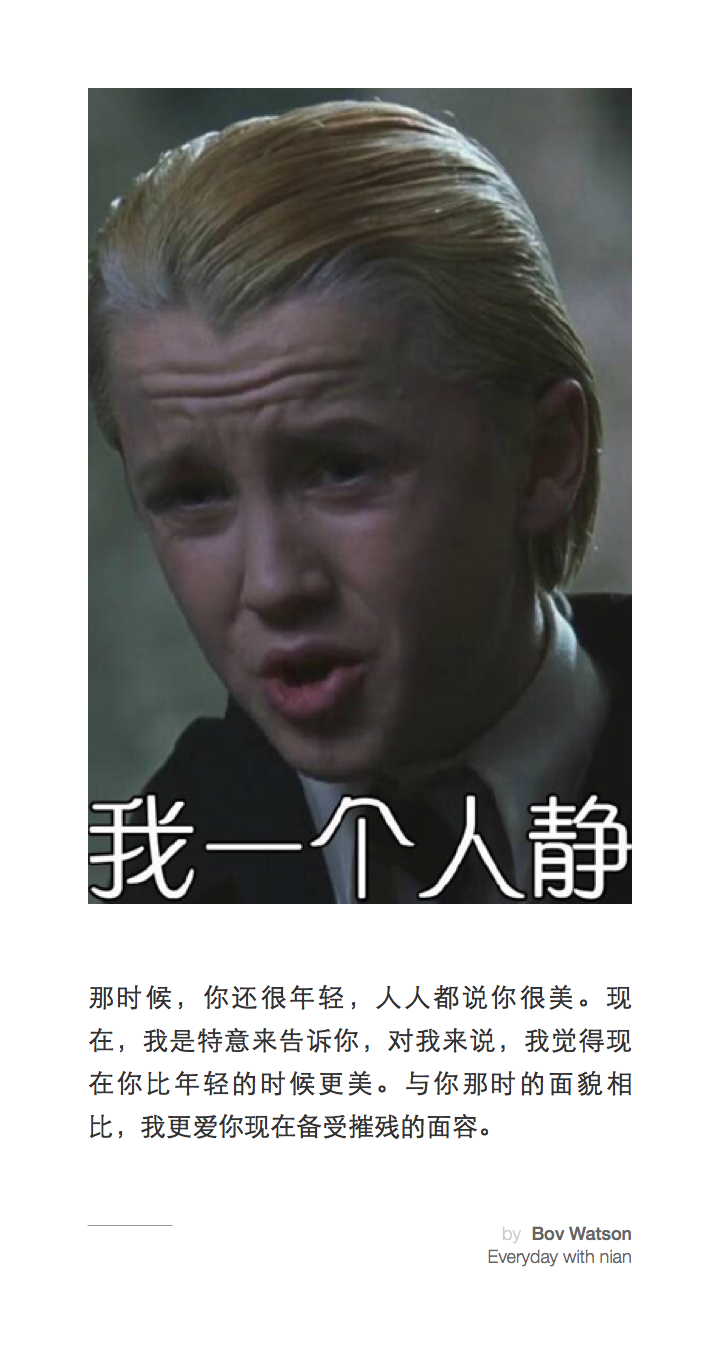 我一个人静
那时候，你还很年轻，人人都说你很美。现
在，我是特意来告诉你，对我来说，我觉得现
在你比年轻的时候更美。与你那时的面貌相
比，我更爱你现在备受摧残的面容。
by Bov Watson
Everyday with nian